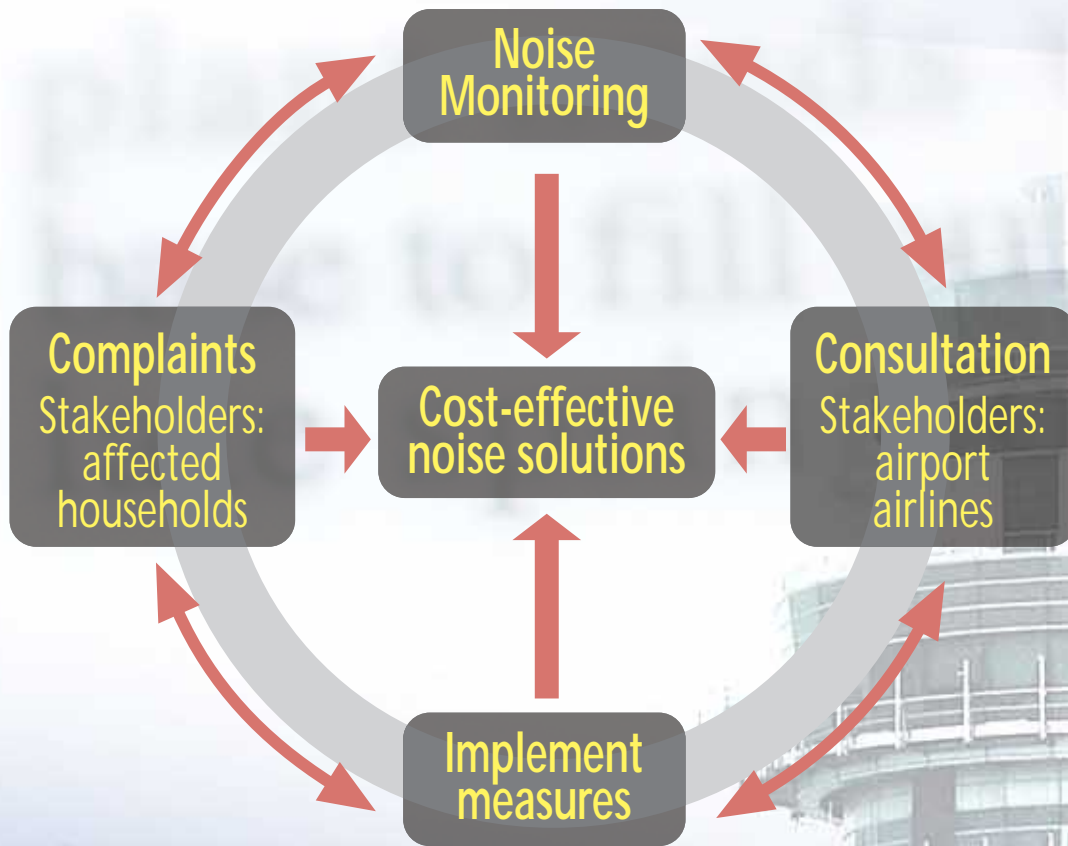 Noise
Monitoring
Complaints
Stakeholders:
affected
households
Cost-effective
noise solutions
Consultation
Stakeholders:
airport
airlines
Implement
measures